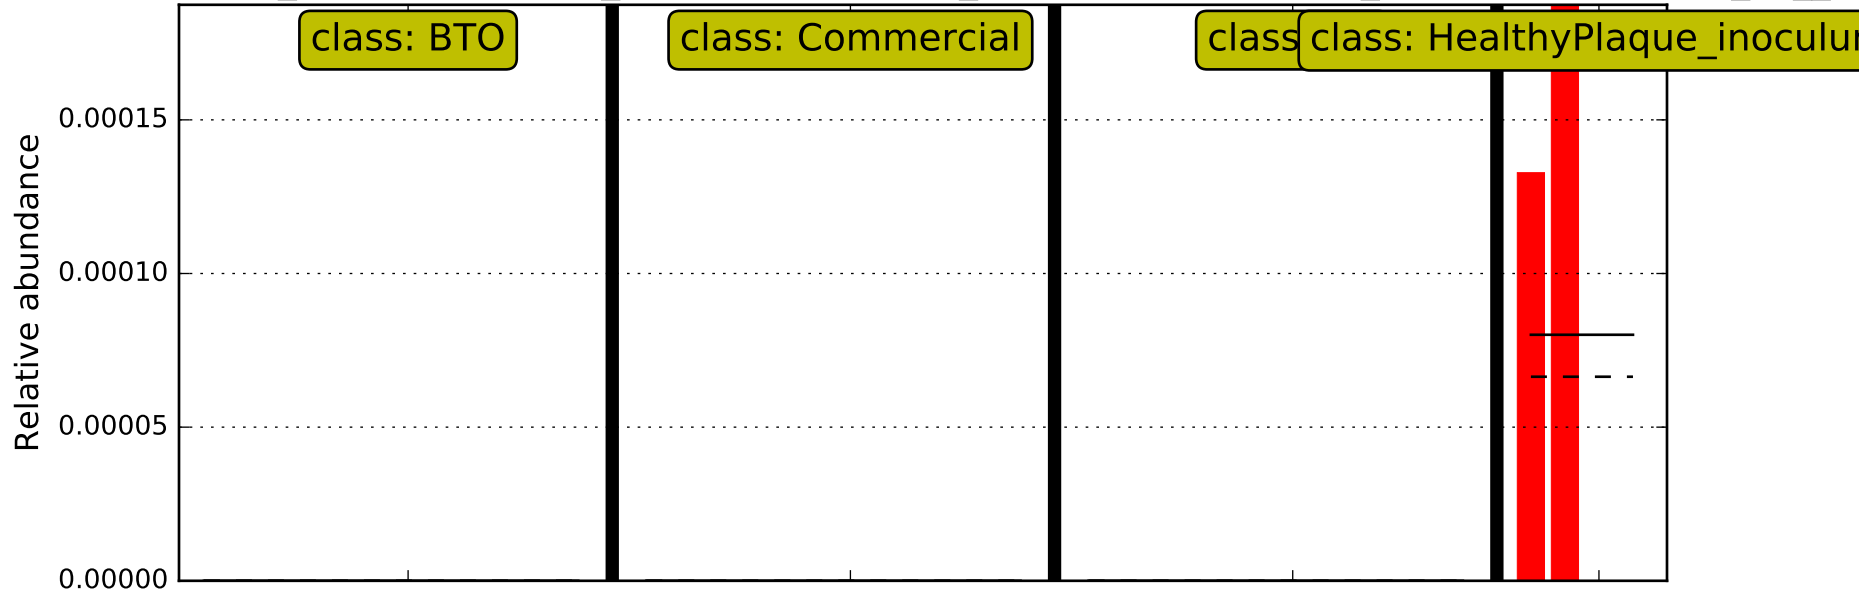 class: BTO
class: Commercial
class
class: HealthyPlaque_inoculu
0.00015
0.00010
0.00005
0.00000
Relative abundance